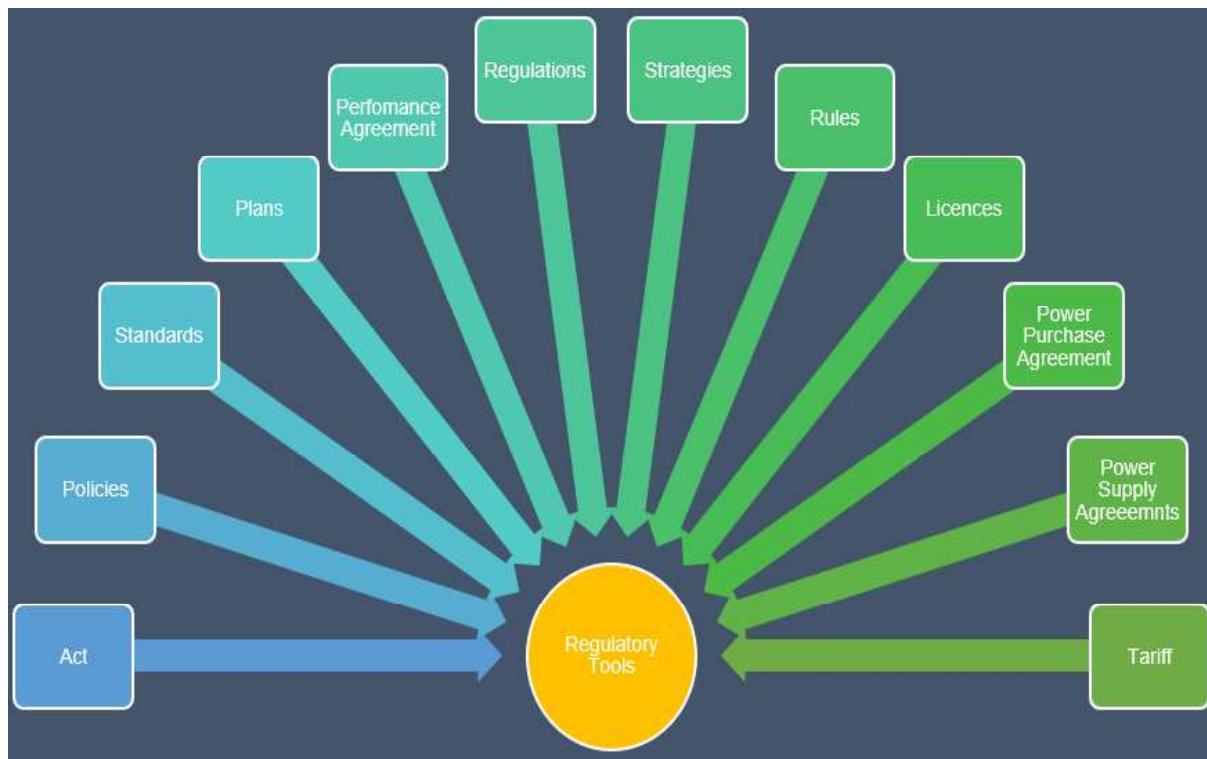 Regulations
Strategies
Perfomance
Agreement
Rules
Plans
Licences
Standards
Power
Purchase
Agreement
Policies
Power
Supply
Agreeemnts
Act
Regulatory
Tools
Tariff